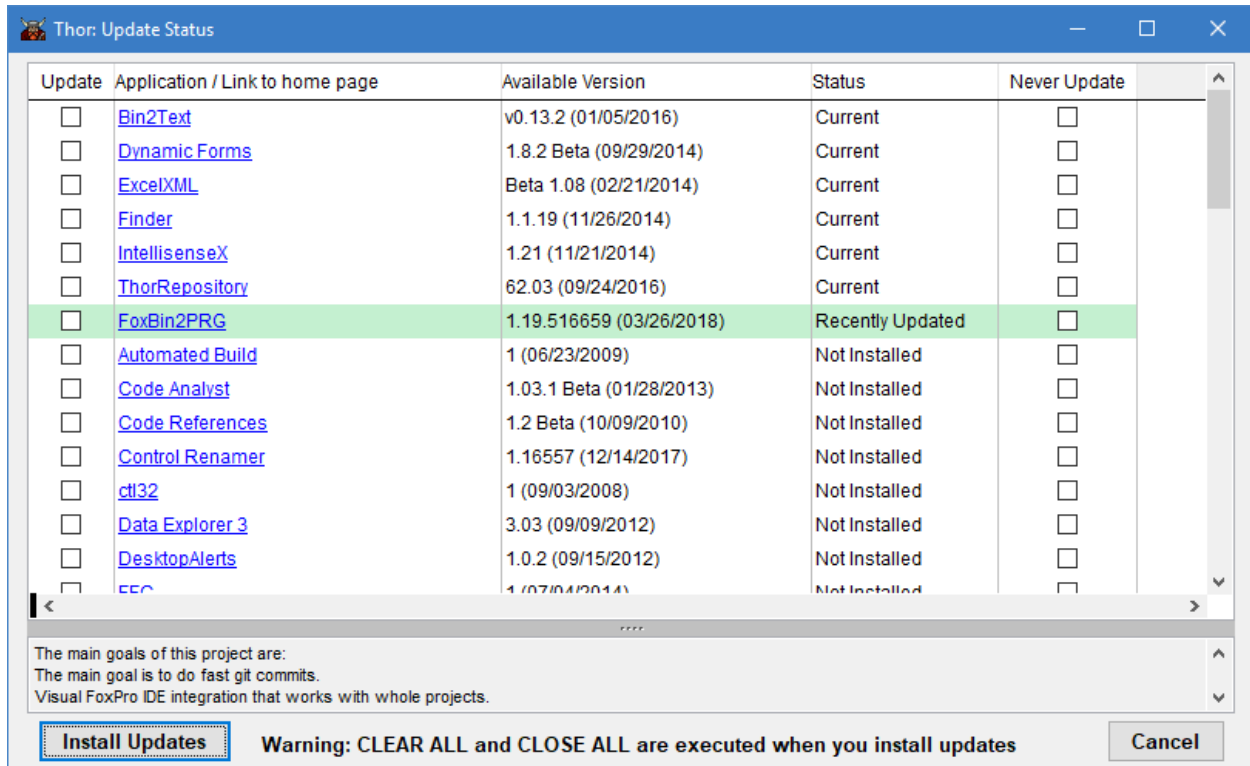 Thor: Update Status
Update Application / Link to home page Available Version Status Never Update
Bin2Text v0.13.2 (01/05/2016) Current
Dynamic Forms 1.8.2 Beta (09/29/2014) Current
ExcelXML Beta 1.08 (02/21/2014) Current
Finder 1.1.19 (11/26/2014) Current
IntellisenseX 1.21 (11/21/2014) Current
ThorRepository 62.03 (09/24/2016) Current
FoxBin2PRG 1.19.516659 (03/26/2018) Recently Updated
Automated Build 1 (06/23/2009) Not Installed
Code Analyst 1.03.1 Beta (01/28/2013) Not Installed
Code References 1.2 Beta (10/09/2010) Not Installed
Control Renamer 1.16557 (12/14/2017) Not Installed
ctl32 1 (09/03/2008) Not Installed
Data Explorer 3 3.03 (09/09/2012) Not Installed
DesktopAlerts 1.0.2 (09/15/2012) Not Installed
1 (07/04/2014) Not Installed
The main goals of this project are:
The main goal is to do fast git commits.
Visual FoxPro IDE integration that works with whole projects.
Install Updates Warning: CLEAR ALL and CLOSE ALL are executed when you install updates Cancel